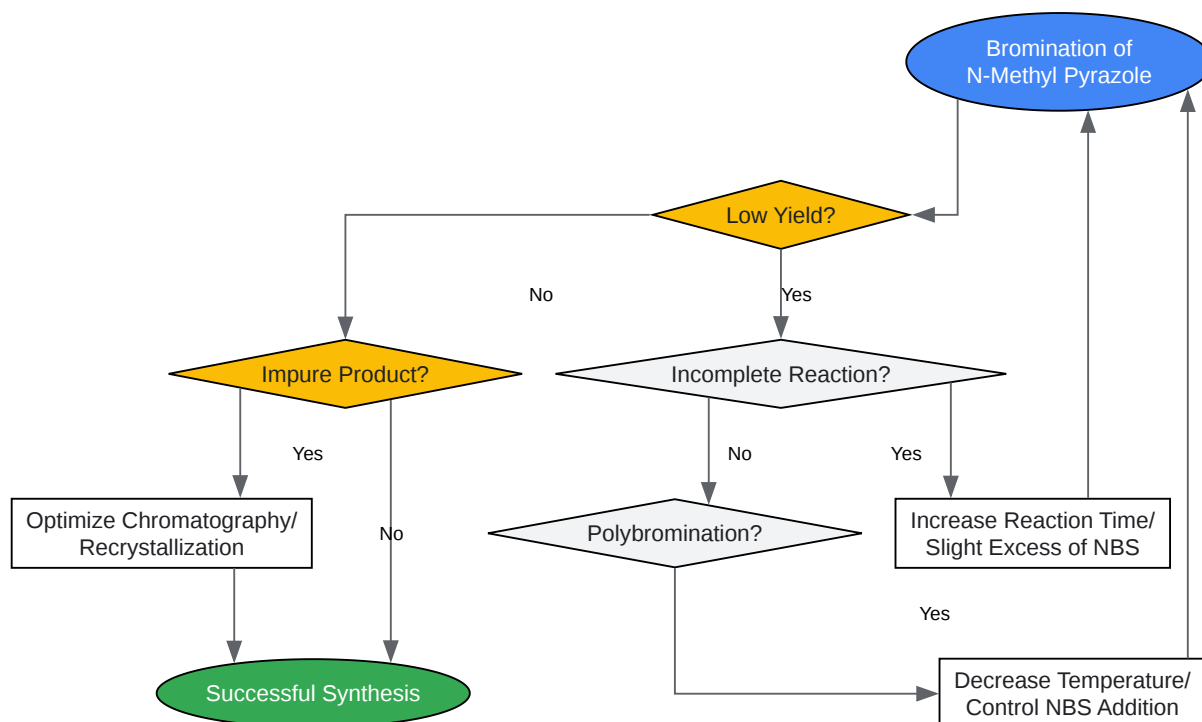 Bromination of
N-Methyl Pyrazole
Low Yield?
No
Yes
Impure Product?
Incomplete Reaction?
Yes
No
Yes
Optimize Chromatography/
Recrystallization
No
Polybromination?
Increase Reaction Time/
Slight Excess of NBS
Yes
Successful Synthesis
Decrease Temperature/
Control NBS Addition